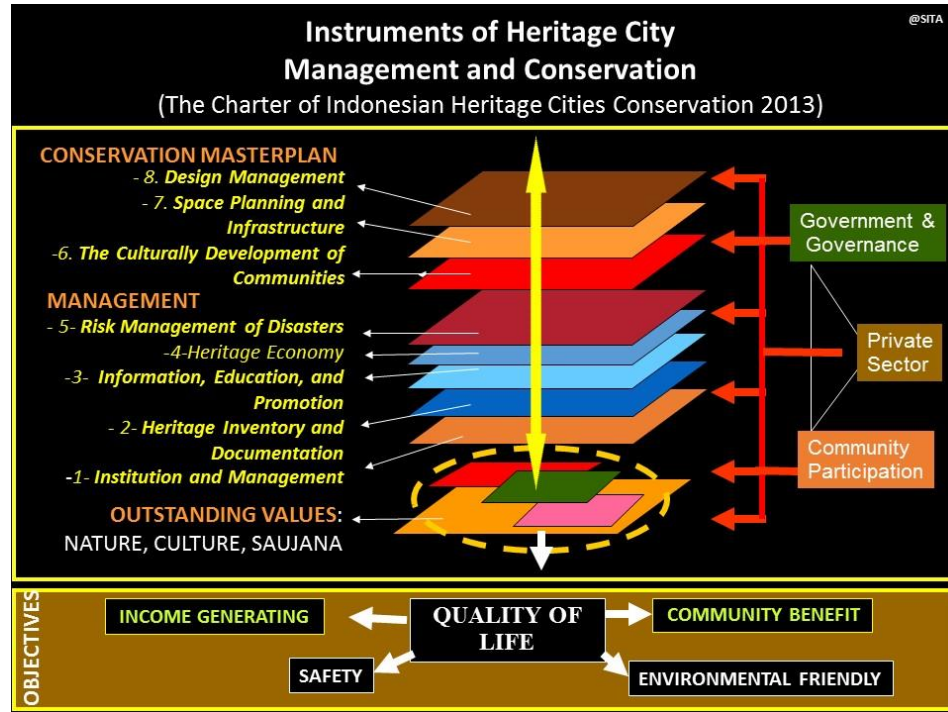 @SITA
Instruments of Heritage City
Management and Conservation
(The Charter of Indonesian Heritage Cities Conservation 2013)
CONSERVATION MASTERPLAN
- 8. Design Management
- 7. Space Planning and
Infrastructure
-6. The Culturally Development of
Communities
MANAGEMENT
- 5- Risk Management of Disasters
-4-Heritage Economy
-3- Information, Education, and
Promotion
- 2- Heritage Inventory and
Documentation
-1- Institution and Management
OUTSTANDING VALUES:
NATURE, CULTURE, SAUJANA
Government &
Governance
Private
Sector
Community
Participation
OBJECTIVES
INCOME GENERATING
QUALITY OF
LIFE
COMMUNITY BENEFIT
SAFETY
ENVIRONMENTAL FRIENDLY